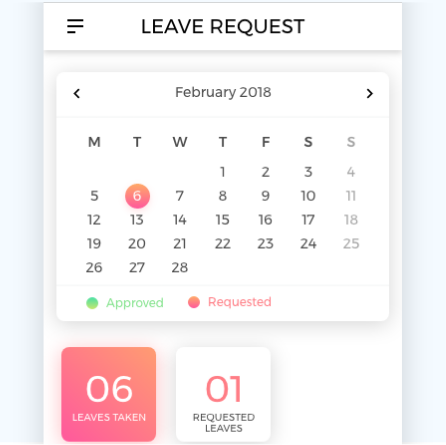 LEAVE REQUEST
February 2018
M T W T F S S
1 2 3 4
5 6 7 8 9 10 11
12 13 14 15 16 17 18
19 20 21 22 23 24 25
26 27 28
Approved Requested
06 01
LEAVES TAKEN REQUESTED
LEAVES